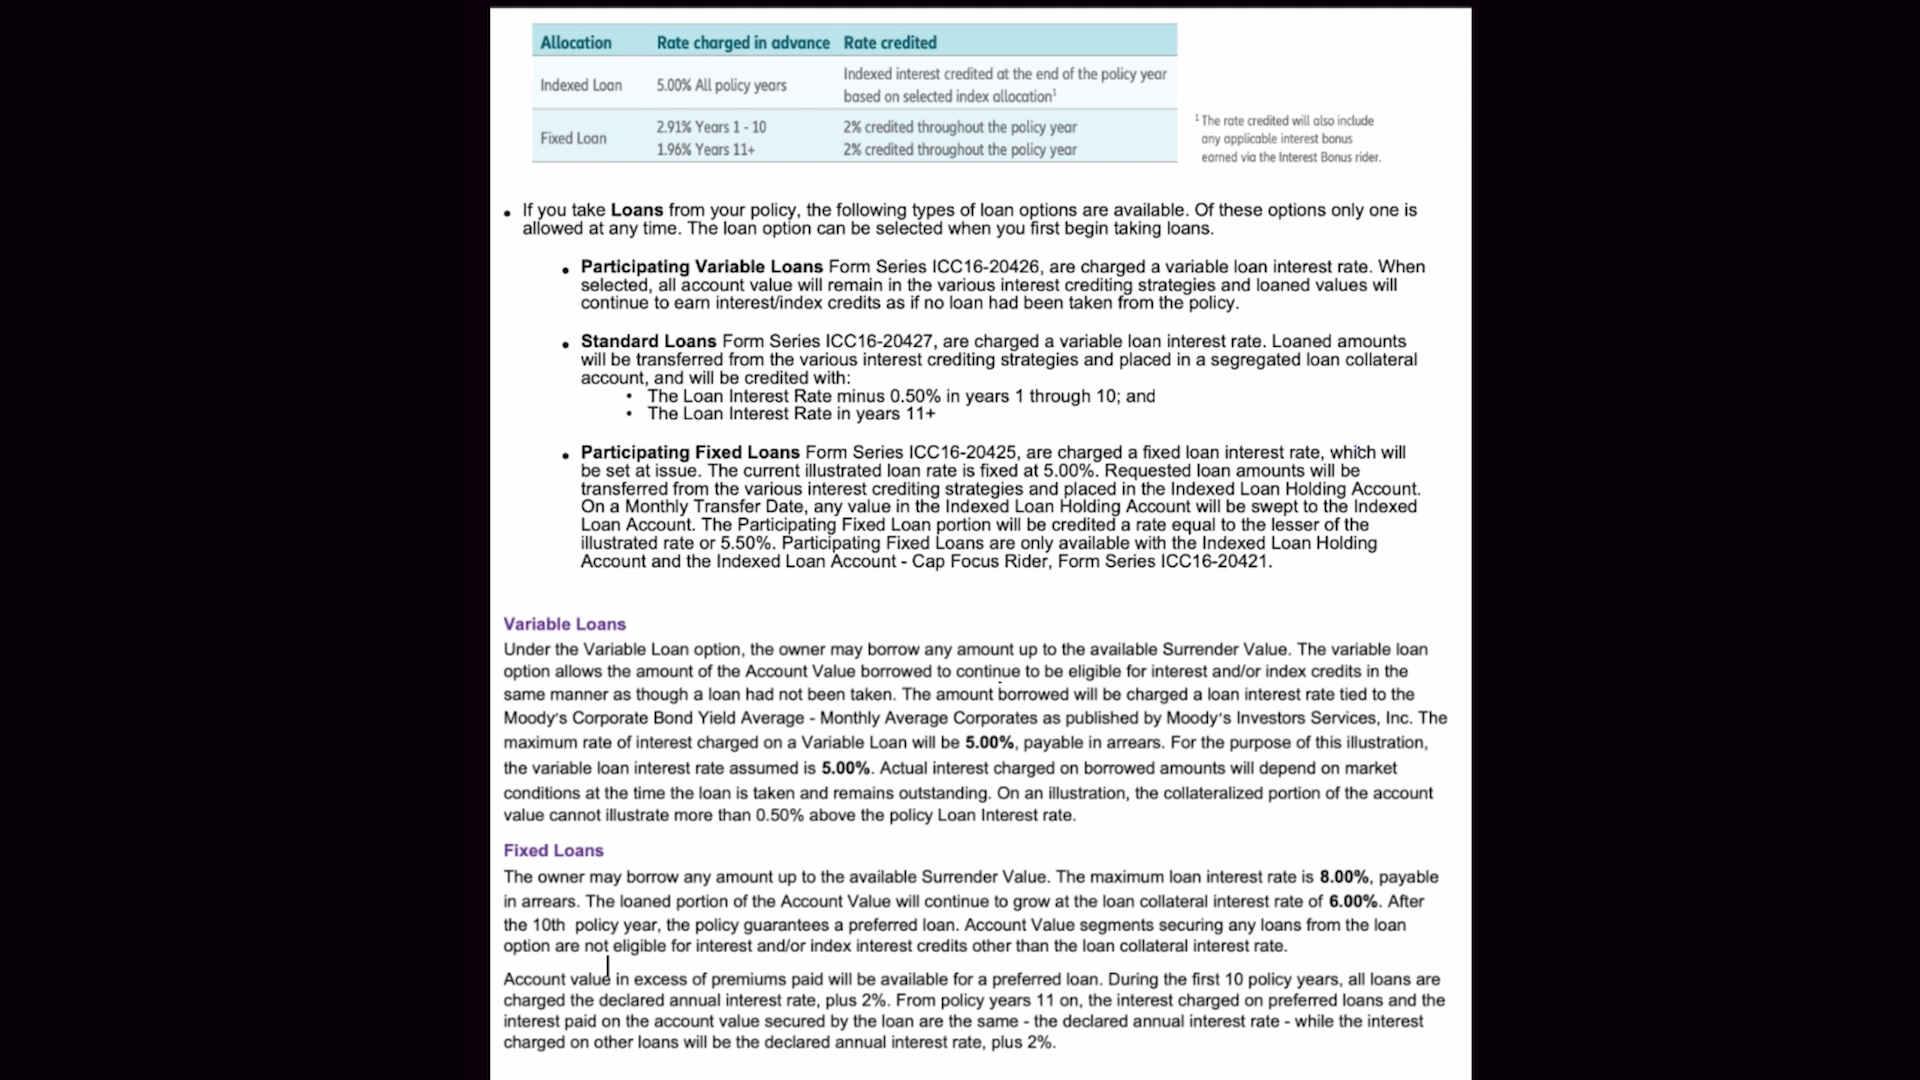 Allocation Rate charged in advance Rate credited
Indexed Loan 5.00% All policy years Indexed interest credited at the end of the policy year
based on selected index allocation¹
Fixed Loan 2.91% Years 1 - 10 2% credited throughout the policy year
1.96% Years 11+ 2% credited throughout the policy year
¹ The rate credited will also include
any applicable interest bonus
earned via the Interest Bonus rider.
• If you take Loans from your policy, the following types of loan options are available. Of these options only one is
allowed at any time. The loan option can be selected when you first begin taking loans.
• Participating Variable Loans Form Series ICC16-20426, are charged a variable loan interest rate. When
selected, all account value will remain in the various interest crediting strategies and loaned values will
continue to earn interest/index credits as if no loan had been taken from the policy.
• Standard Loans Form Series ICC16-20427, are charged a variable loan interest rate. Loaned amounts
will be transferred from the various interest crediting strategies and placed in a segregated loan collateral
account, and will be credited with:
• The Loan Interest Rate minus 0.50% in years 1 through 10; and
• The Loan Interest Rate in years 11+
• Participating Fixed Loans Form Series ICC16-20425, are charged a fixed loan interest rate, which will
be set at issue. The current illustrated loan rate is fixed at 5.00%. Requested loan amounts will be
transferred from the various interest crediting strategies and placed in the Indexed Loan Holding Account.
On a Monthly Transfer Date, any value in the Indexed Loan Holding Account will be swept to the Indexed
Loan Account. The Participating Fixed Loan portion will be credited a rate equal to the lesser of the
illustrated rate or 5.50%. Participating Fixed Loans are only available with the Indexed Loan Holding
Account and the Indexed Loan Account - Cap Focus Rider, Form Series ICC16-20421.
Variable Loans
Under the Variable Loan option, the owner may borrow any amount up to the available Surrender Value. The variable loan
option allows the amount of the Account Value borrowed to continue to be eligible for interest and/or index credits in the
same manner as though a loan had not been taken. The amount borrowed will be charged a loan interest rate tied to the
Moody's Corporate Bond Yield Average - Monthly Average Corporates as published by Moody's Investors Services, Inc. The
maximum rate of interest charged on a Variable Loan will be 5.00%, payable in arrears. For the purpose of this illustration,
the variable loan interest rate assumed is 5.00%. Actual interest charged on borrowed amounts will depend on market
conditions at the time the loan is taken and remains outstanding. On an illustration, the collateralized portion of the account
value cannot illustrate more than 0.50% above the policy Loan Interest rate.
Fixed Loans
The owner may borrow any amount up to the available Surrender Value. The maximum loan interest rate is 8.00%, payable
in arrears. The loaned portion of the Account Value will continue to grow at the loan collateral interest rate of 6.00%. After
the 10th policy year, the policy guarantees a preferred loan. Account Value segments securing any loans from the loan
option are not eligible for interest and/or index interest credits other than the loan collateral interest rate.
Account value in excess of premiums paid will be available for a preferred loan. During the first 10 policy years, all loans are
charged the declared annual interest rate, plus 2%. From policy years 11 on, the interest charged on preferred loans and the
interest paid on the account value secured by the loan are the same - the declared annual interest rate - while the interest
charged on other loans will be the declared annual interest rate, plus 2%.